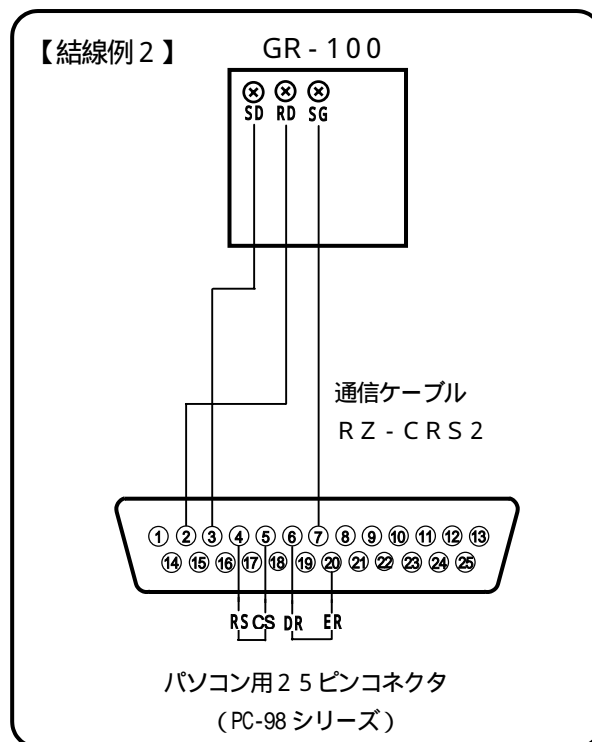 【結線例２】 GR-100
SD RD SG
通信ケーブル
RZ-CRS2
① ② ③ ④ ⑤ ⑥ ⑦ ⑧ ⑨ ⑩ ⑪ ⑫ ⑬
⑭ ⑮ ⑯ ⑰ ⑱ ⑲ ⑳ ㉑ ㉒ ㉓ ㉔ ㉕
RS CS DR ER
パソコン用２５ピンコネクタ
（PC-98シリーズ）